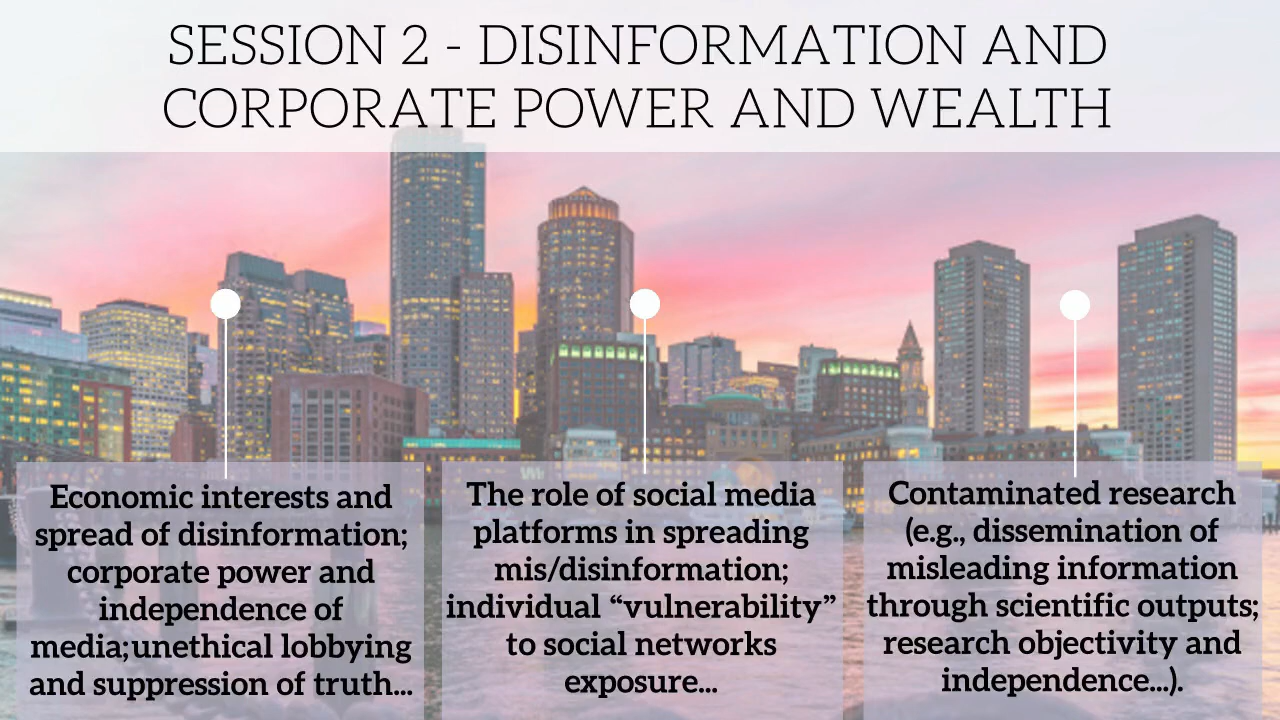 SESSION 2 - DISINFORMATION AND
CORPORATE POWER AND WEALTH
Economic interests and
spread of disinformation;
corporate power and
independence of
media;unethical lobbying
and suppression of truth...
The role of social media
platforms in spreading
mis/disinformation;
individual “vulnerability”
to social networks
exposure...
Contaminated research
(e.g., dissemination of
misleading information
through scientific outputs;
research objectivity and
independence...).